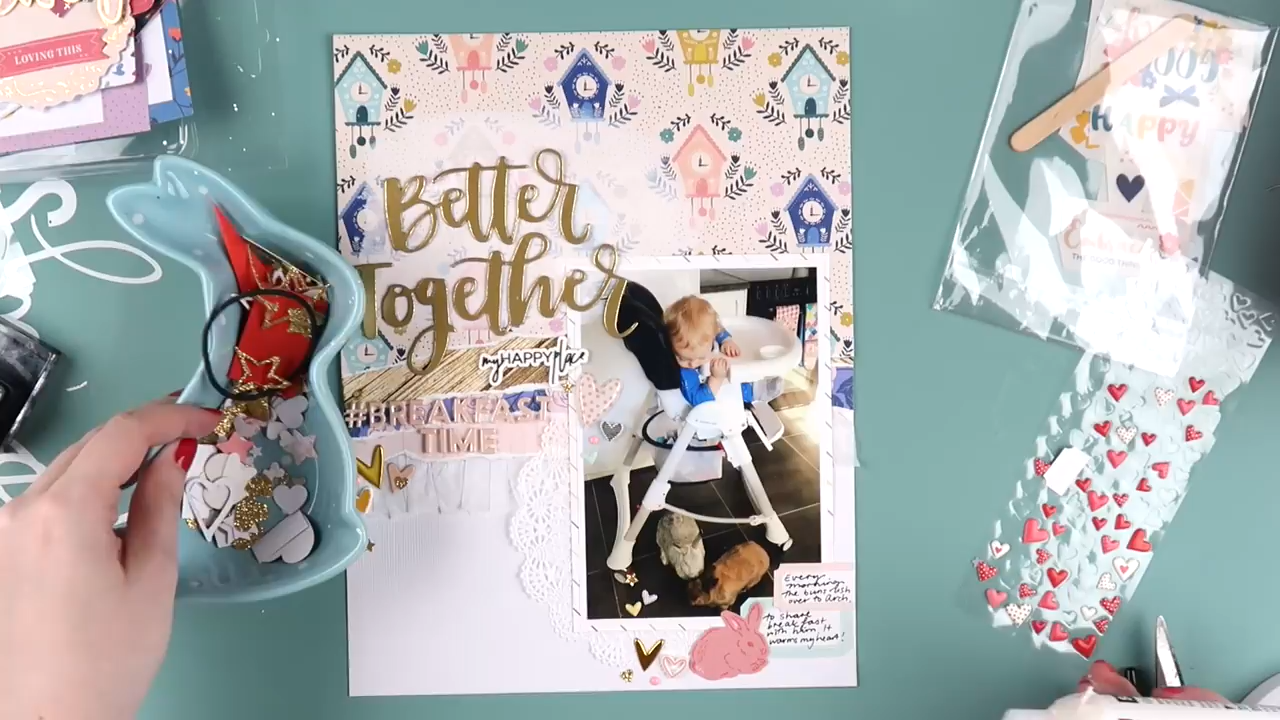 LOVING THIS
Better
Together
my HAPPY place
#BREAKFAST
TIME
Every
morning
the buns rush
over to Arch,
to share
breakfast
with him. It
warms my heart!
HAPPY